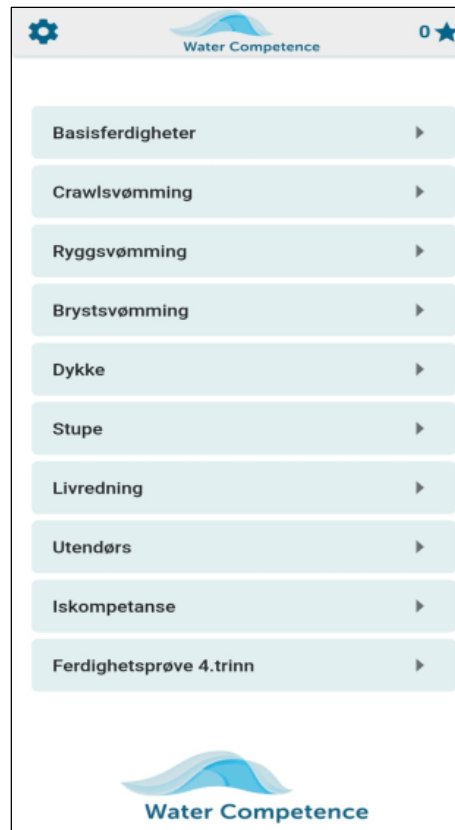 Water Competence
0
Basisferdigheter
Crawlsvømming
Ryggsvømming
Brystsvømming
Dykke
Stupe
Livredning
Utendørs
Iskompetanse
Ferdighetsprøve 4.trinn
Water Competence